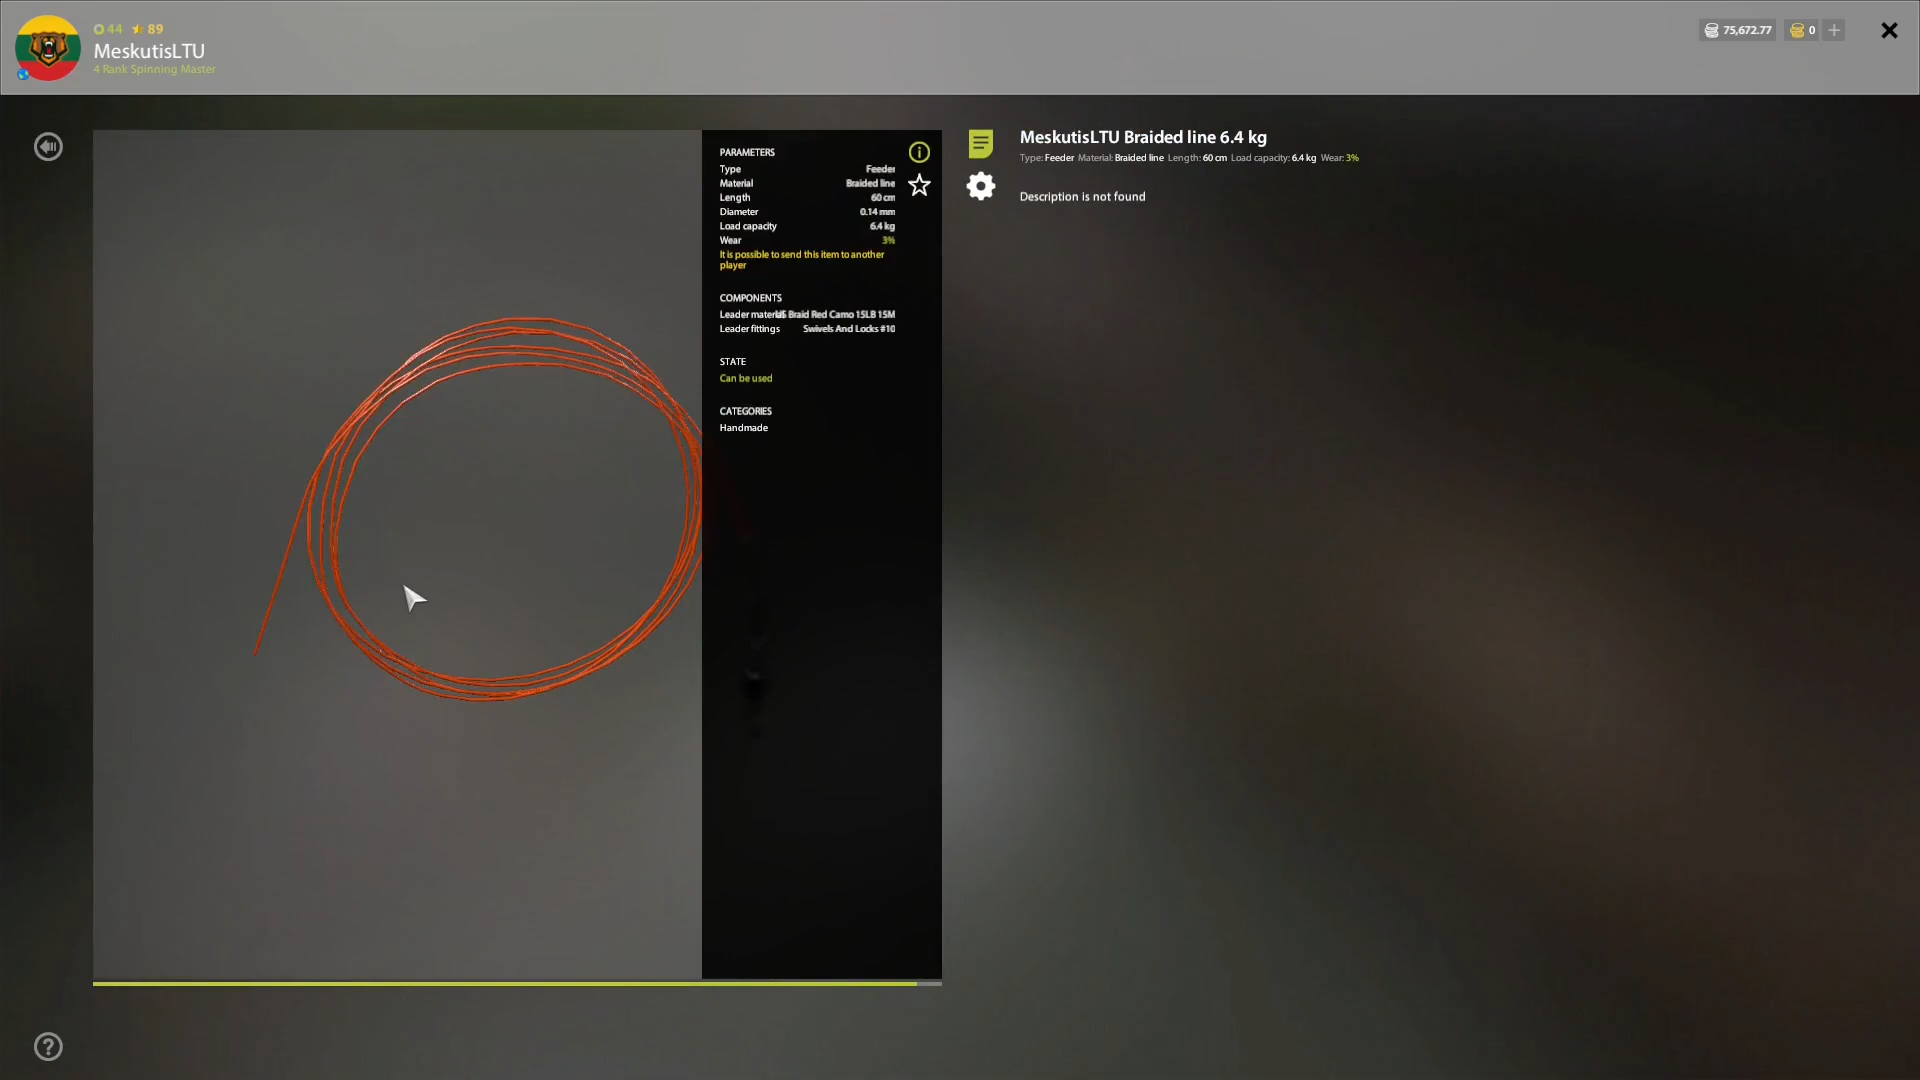 44 89
MeskutisLTU
4 Rank Spinning Master
75,672.77
0
PARAMETERS
Type Feeder
Material Braided line
Length 60 cm
Diameter 0.14 mm
Load capacity 6.4 kg
Wear 3%
It is possible to send this item to another
player
COMPONENTS
Leader material Braid Red Camo 15LB 15M
Leader fittings Swivels And Locks #10
STATE
Can be used
CATEGORIES
Handmade
MeskutisLTU Braided line 6.4 kg
Type: Feeder Material: Braided line Length: 60 cm Load capacity: 6.4 kg Wear: 3%
Description is not found